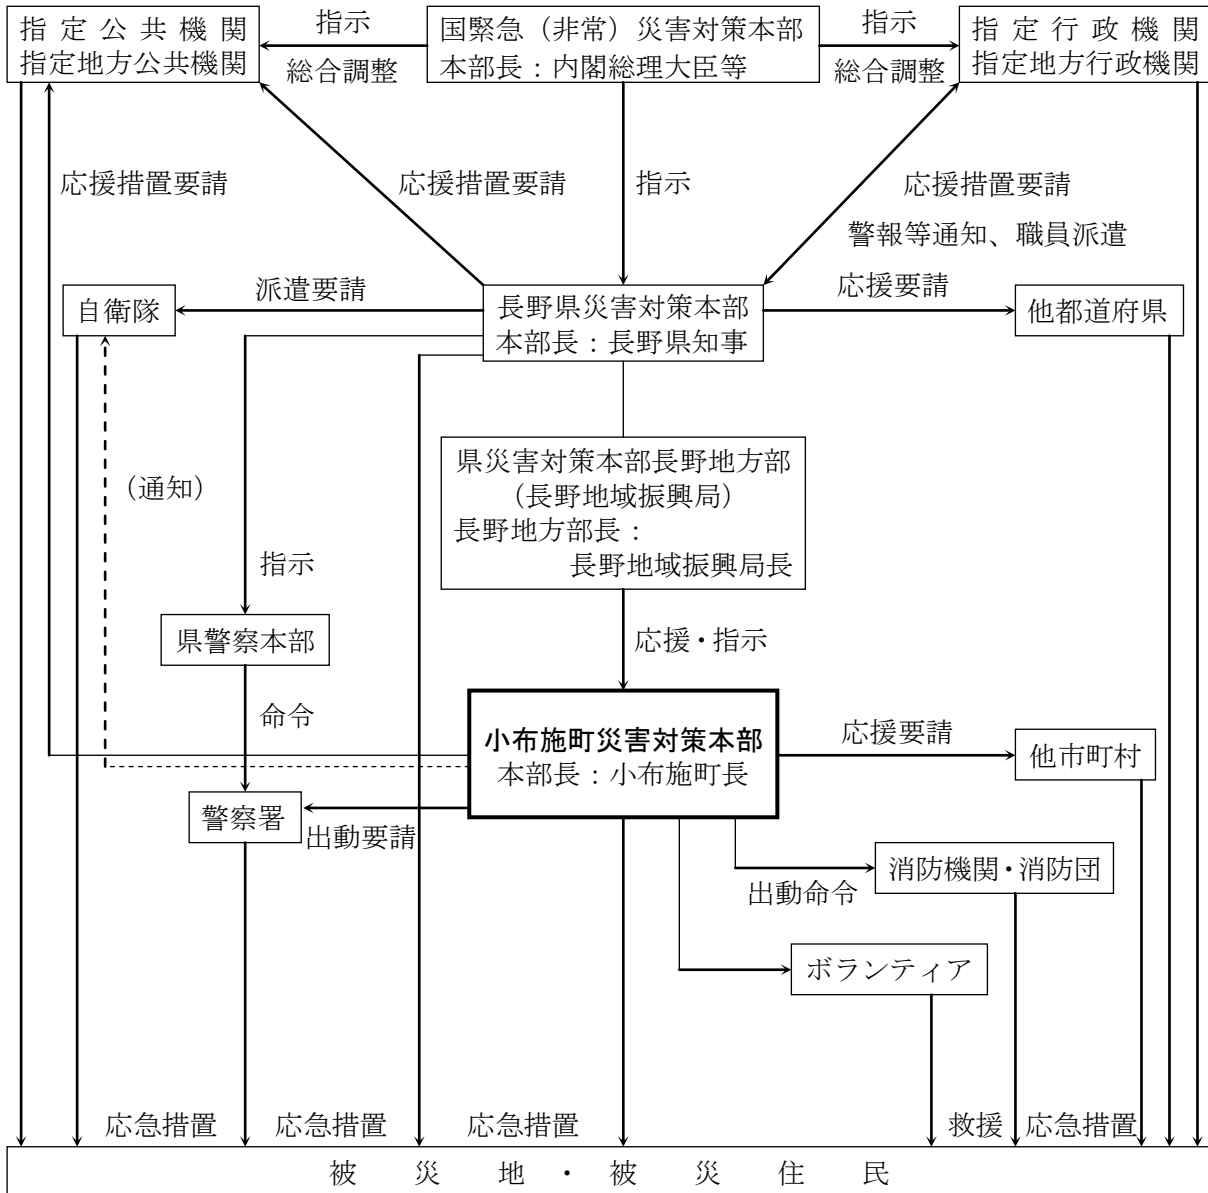 指定公共機関
指定地方公共機関
指示
総合調整
国緊急（非常）災害対策本部
本部長：内閣総理大臣等
指示
総合調整
指定行政機関
指定地方行政機関
応援措置要請
応援措置要請
指示
応援措置要請
警報等通知、職員派遣
自衛隊
派遣要請
長野県災害対策本部
本部長：長野県知事
応援要請
他都道府県
（通知）
県災害対策本部長野地方部
（長野地域振興局）
長野地方部長：
長野地域振興局長
指示
県警察本部
応援・指示
命令
小布施町災害対策本部
本部長：小布施町長
応援要請
他市町村
警察署
出動要請
消防機関・消防団
出動命令
ボランティア
応急措置
応急措置
応急措置
救援
応急措置
被災地・被災住民